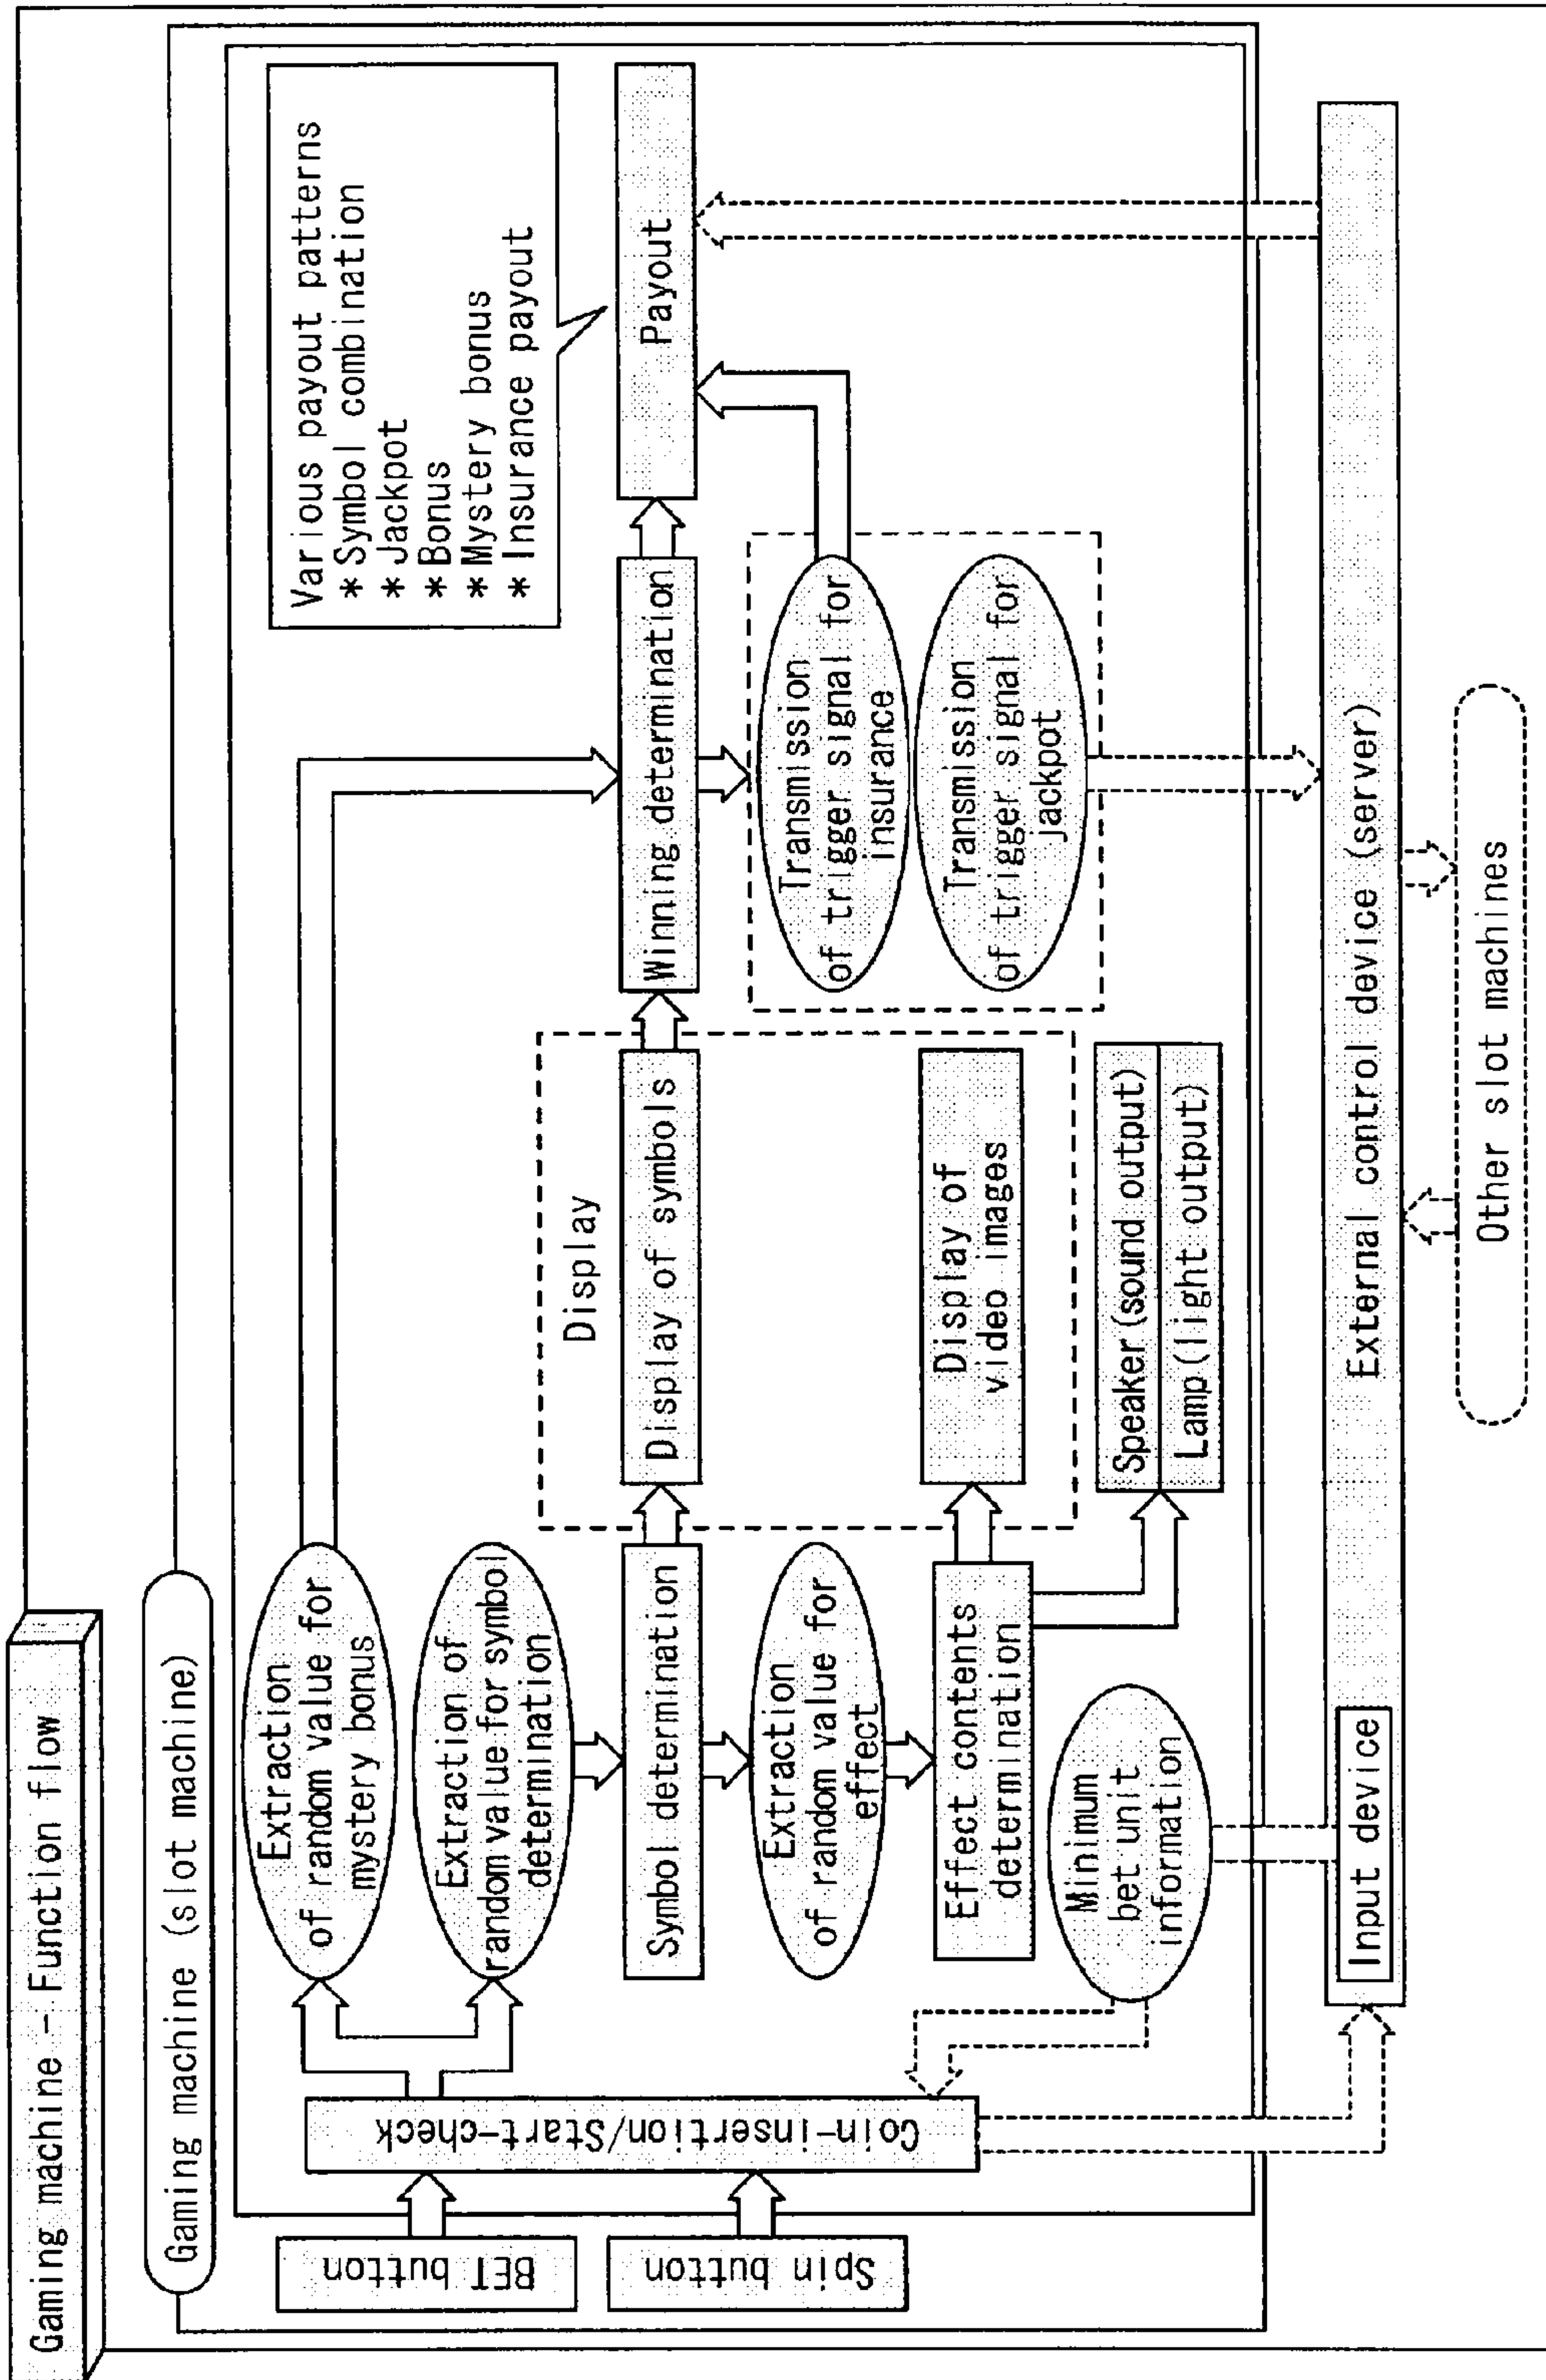 Gaming machine - Function flow
Gaming machine (slot machine)
BET button
Spin button
Coin-insertion/Start-check
Extraction
of random value for
mystery bonus
Extraction of
random value for symbol
determination
Symbol determination
Extraction
of random value for
effect
Effect contents
determination
Minimum
bet unit
information
Display
Display of symbols
Display of
video images
Speaker (sound output)
Lamp (light output)
Winning determination
Transmission
of trigger signal for
insurance
Transmission
of trigger signal for
jackpot
Various payout patterns
* Symbol combination
* Jackpot
* Bonus
* Mystery bonus
* Insurance payout
Payout
Input device
External control device (server)
Other slot machines